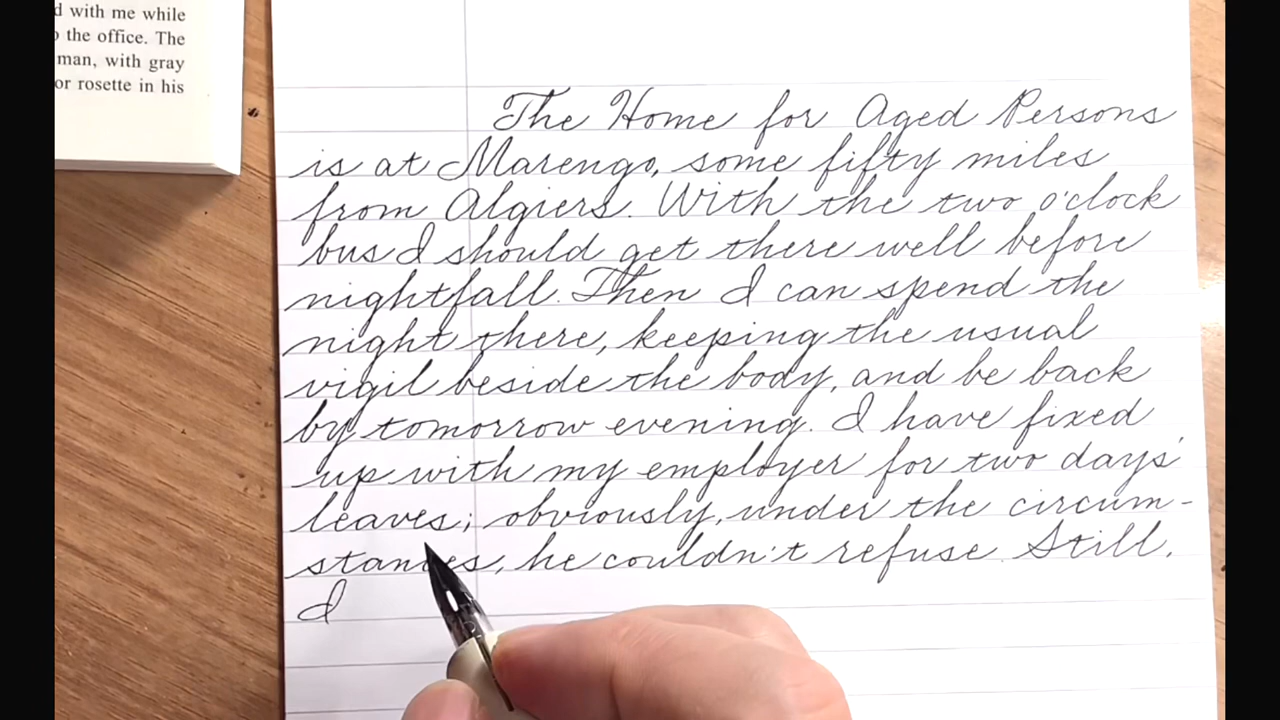 d with me while
the office. The
man, with gray
or rosette in his
The Home for Aged Persons
is at Marengo, some fifty miles
from Algiers. With the two o'clock
bus I should get there well before
nightfall. Then I can spend the
night there, keeping the usual
vigil beside the body, and be back
by tomorrow evening. I have fixed
up with my employer for two days'
leaves; obviously, under the circum-
stances, he couldn't refuse. Still,
I